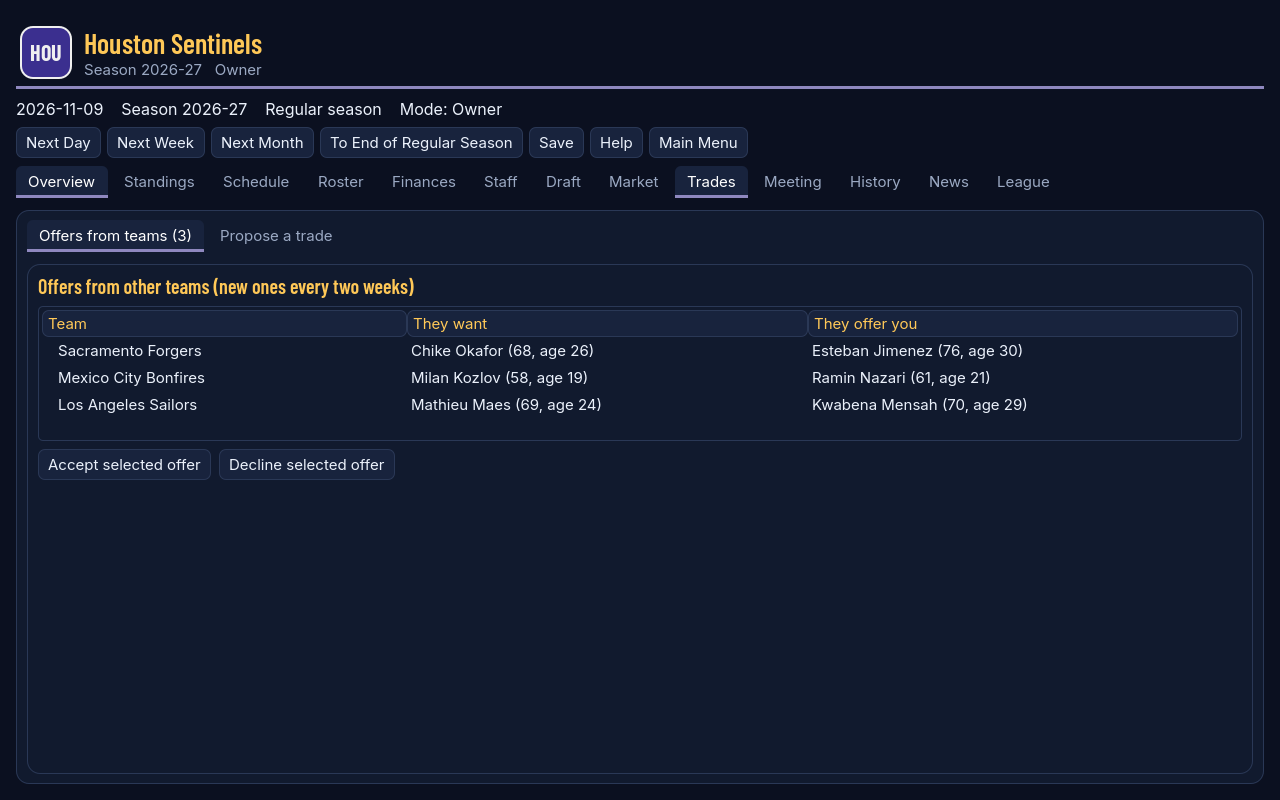 HOU
Houston Sentinels
Season 2026-27 Owner
2026-11-09 Season 2026-27 Regular season Mode: Owner
Next Day Next Week Next Month To End of Regular Season Save Help Main Menu
Overview Standings Schedule Roster Finances Staff Draft Market Trades Meeting History News League
Offers from teams (3) Propose a trade
Offers from other teams (new ones every two weeks)
Team They want They offer you
Sacramento Forgers Chike Okafor (68, age 26) Esteban Jimenez (76, age 30)
Mexico City Bonfires Milan Kozlov (58, age 19) Ramin Nazari (61, age 21)
Los Angeles Sailors Mathieu Maes (69, age 24) Kwabena Mensah (70, age 29)
Accept selected offer Decline selected offer